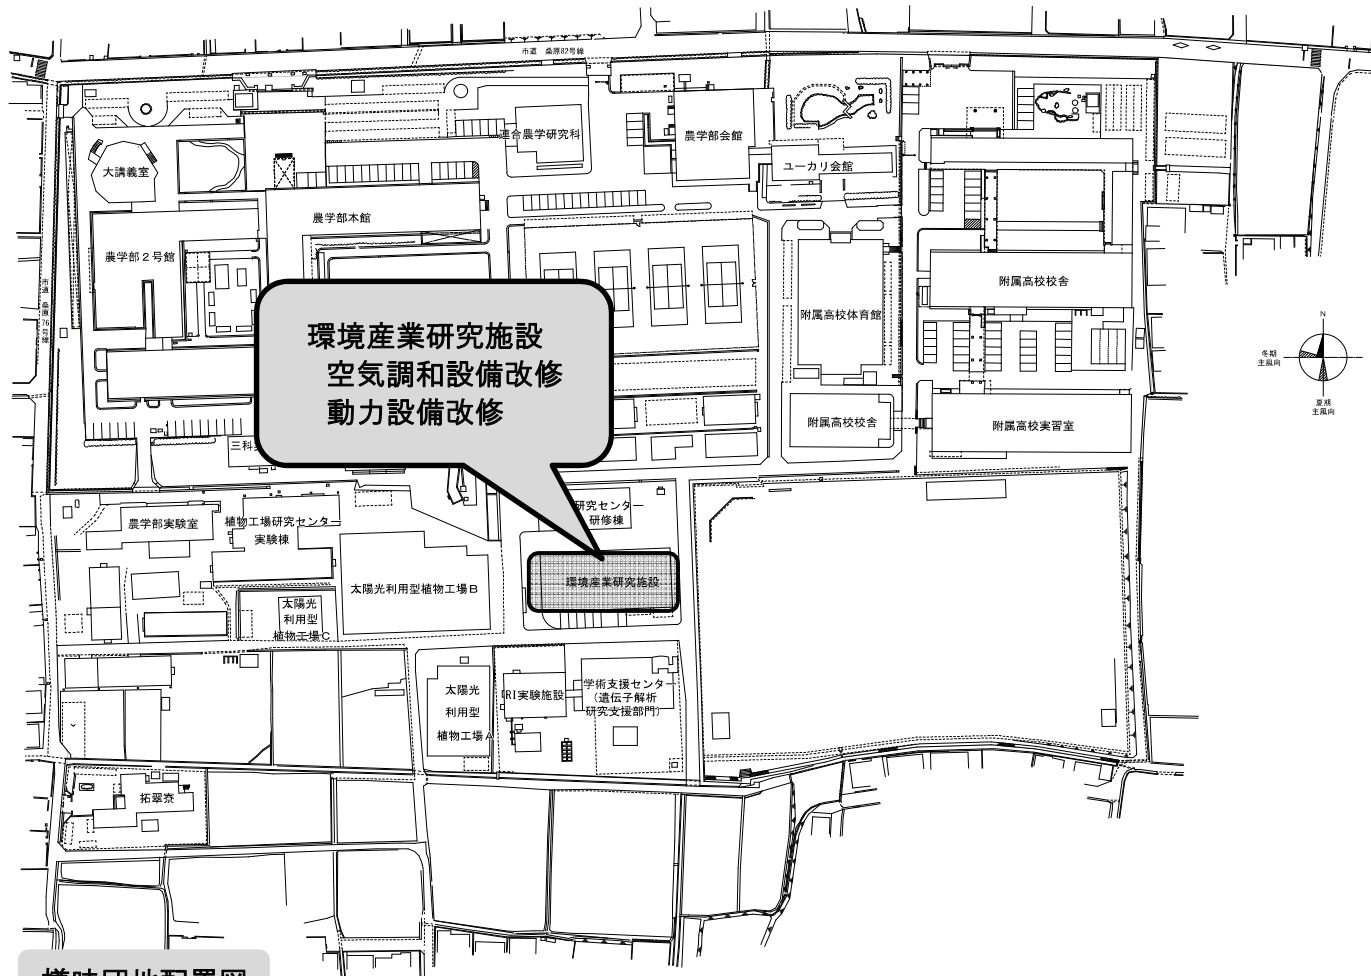 市道 桑原82号線
連合農学研究科
農学部会館
ユーカリ会館
大講義室
農学部本館
農学部２号館
市道 桑原76号線
附属高校校舎
附属高校体育館
N
冬期
主風向
夏期
主風向
環境産業研究施設
空気調和設備改修
動力設備改修
附属高校校舎
附属高校実習室
三科
農学部実験室
植物工場研究センター
実験棟
研究センター
研修棟
太陽光利用型植物工場B
環境産業研究施設
太陽光
利用型
植物工場C
太陽光
利用型
植物工場A
RI実験施設
学術支援センター
(遺伝子解析
研究支援部門)
拓翠寮
樽味団地配置図